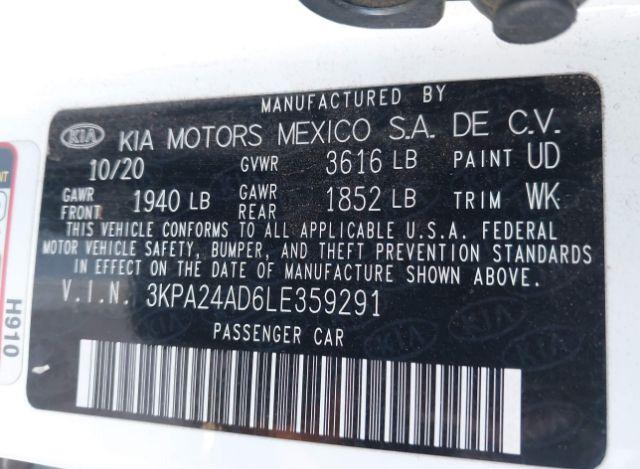 MANUFACTURED BY
KIA KIA MOTORS MEXICO S.A. DE C.V.
10/20 GVWR 3616 LB PAINT UD
GAWR FRONT 1940 LB GAWR REAR 1852 LB TRIM WK
THIS VEHICLE CONFORMS TO ALL APPLICABLE U.S.A. FEDERAL
MOTOR VEHICLE SAFETY, BUMPER, AND THEFT PREVENTION STANDARDS
IN EFFECT ON THE DATE OF MANUFACTURE SHOWN ABOVE.
V.I.N. 3KPA24AD6LE359291
PASSENGER CAR
H910